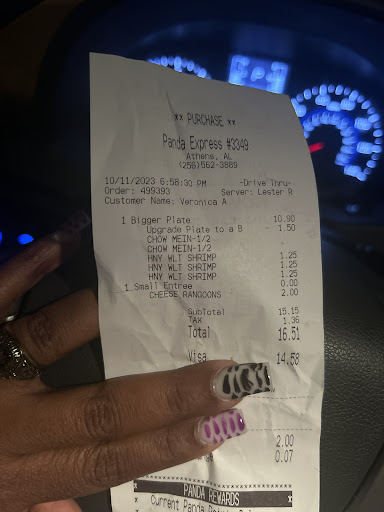 ** PURCHASE **
Panda Express #3349
Athens, AL
(256)562-3889
10/11/2023 6:56:30 PM -Drive Thru-
Order: 499393 Server: Lester R
Customer Name: Veronica A
1 Bigger Plate 10.90
Upgrade Plate to a B - 1.50
CHOW MEIN-1/2
CHOW MEIN-1/2
HNY WLT SHRIMP 1.25
HNY WLT SHRIMP 1.25
HNY WLT SHRIMP 1.25
1 Small Entree 0.00
CHEESE RANGOONS 2.00
SubTotal 15.15
TAX 1.36
Total 16.51
Visa 14.58
2.00
0.07
PANDA REWARDS
* Current Panda